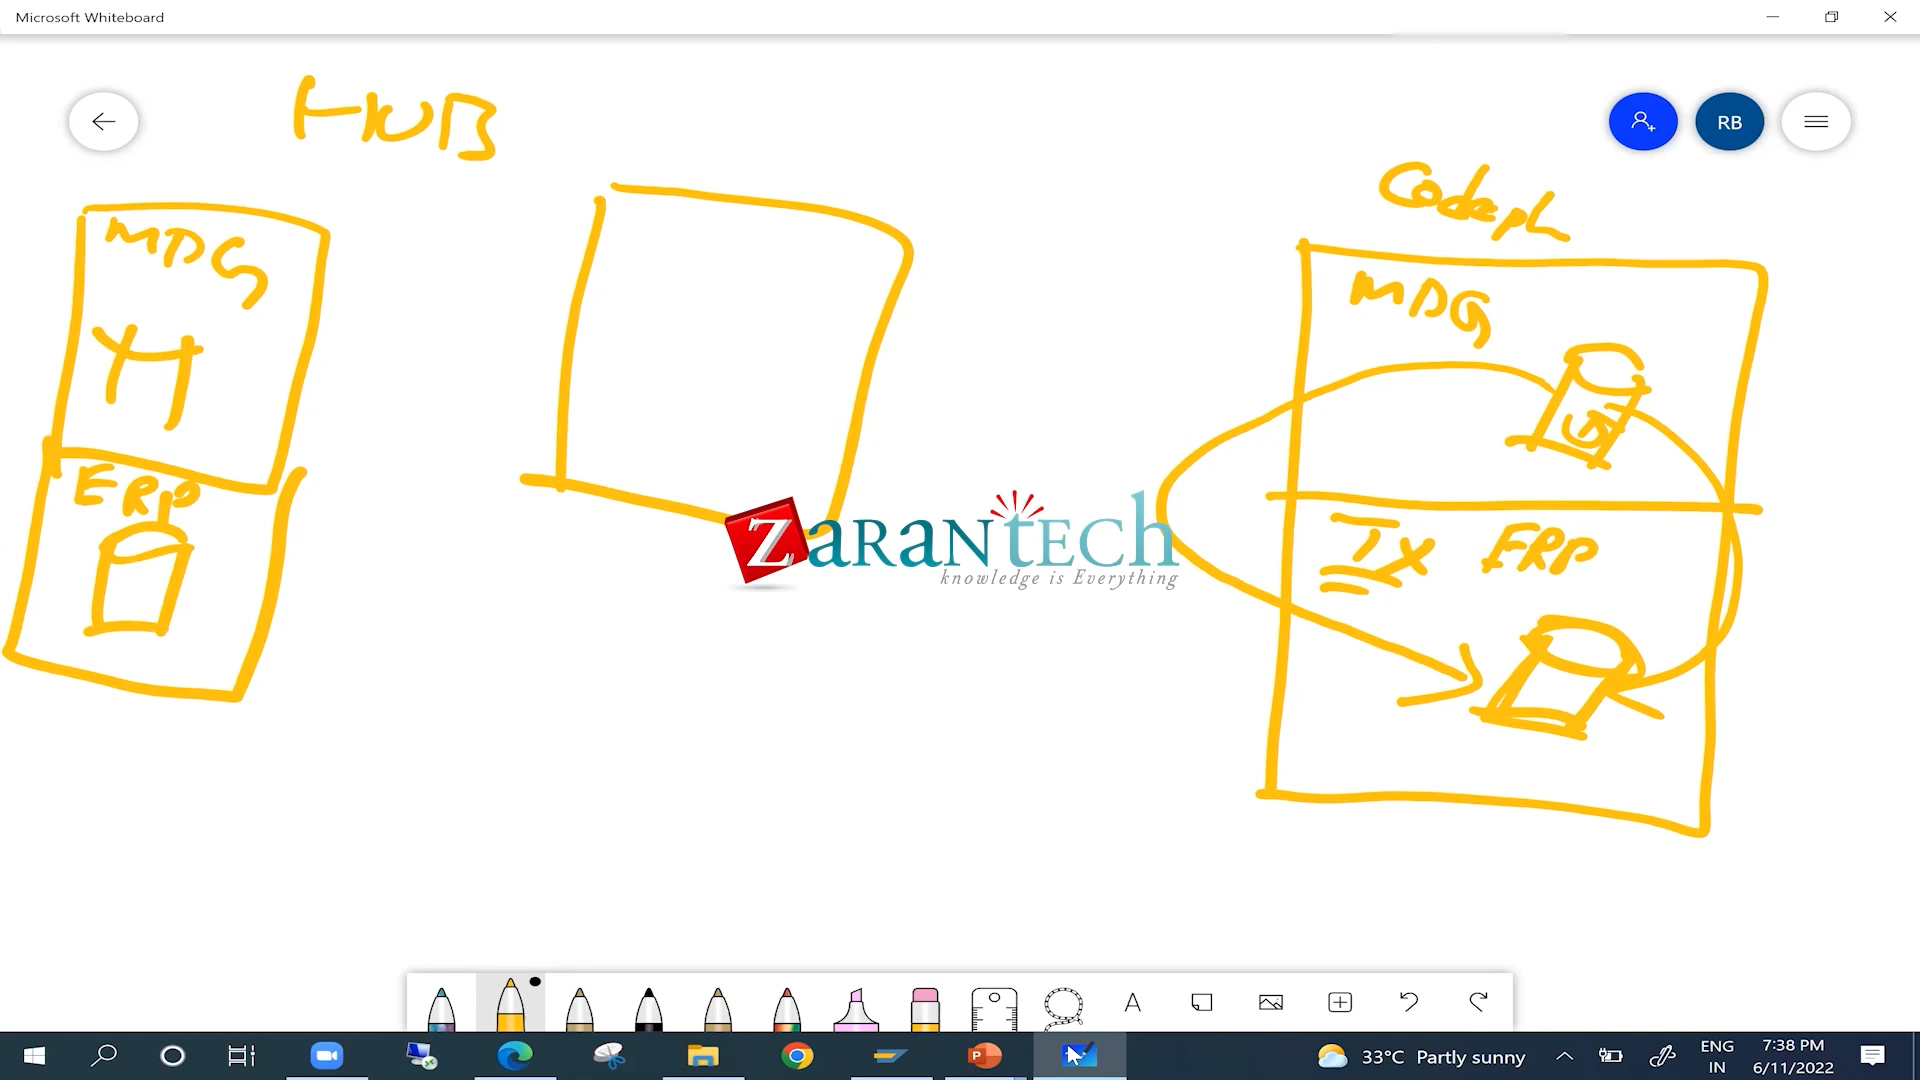 Microsoft Whiteboard
HUB
RB
MDG
ERP
MDG
TX ERP
ZaranTech
knowledge is Everything
A
33°C Partly sunny
ENG
IN
7:38 PM
6/11/2022